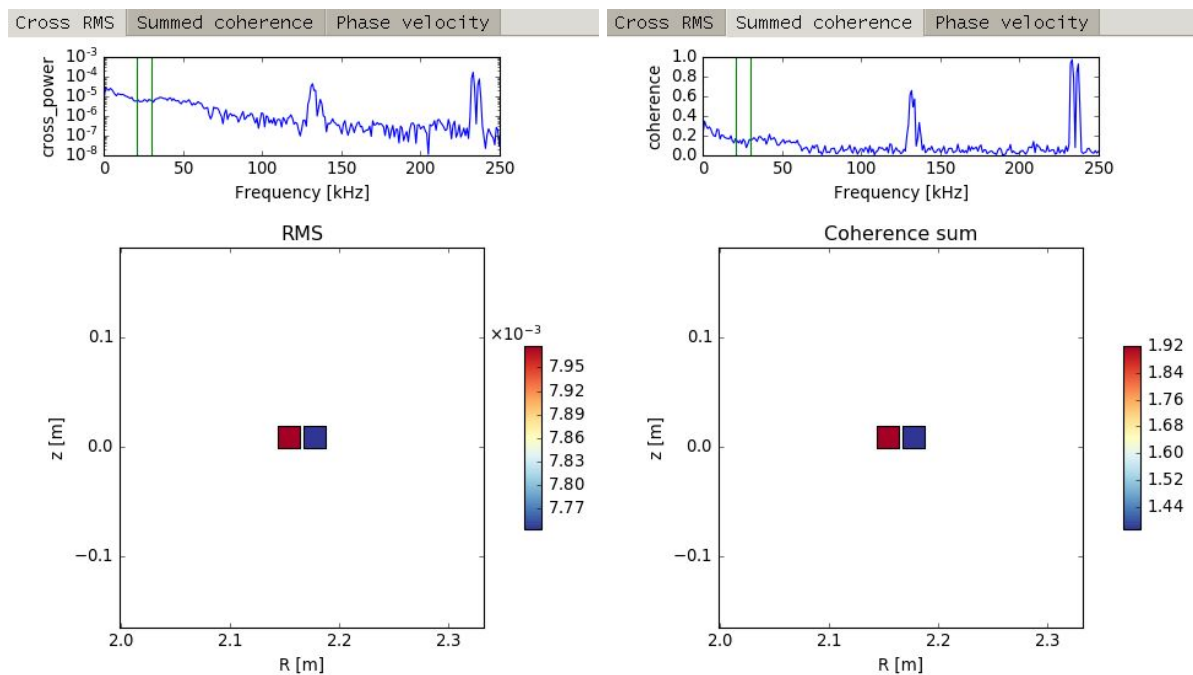 Cross RMS Summed coherence Phase velocity
cross_power
10⁻³
10⁻⁴
10⁻⁵
10⁻⁶
10⁻⁷
10⁻⁸
0 50 100 150 200 250
Frequency [kHz]
RMS
×10⁻³
z [m]
0.1
0.0
−0.1
7.95
7.92
7.89
7.86
7.83
7.80
7.77
2.0 2.1 2.2 2.3
R [m]
Cross RMS Summed coherence Phase velocity
coherence
1.0
0.8
0.6
0.4
0.2
0.0
0 50 100 150 200 250
Frequency [kHz]
Coherence sum
z [m]
0.1
0.0
−0.1
1.92
1.84
1.76
1.68
1.60
1.52
1.44
2.0 2.1 2.2 2.3
R [m]